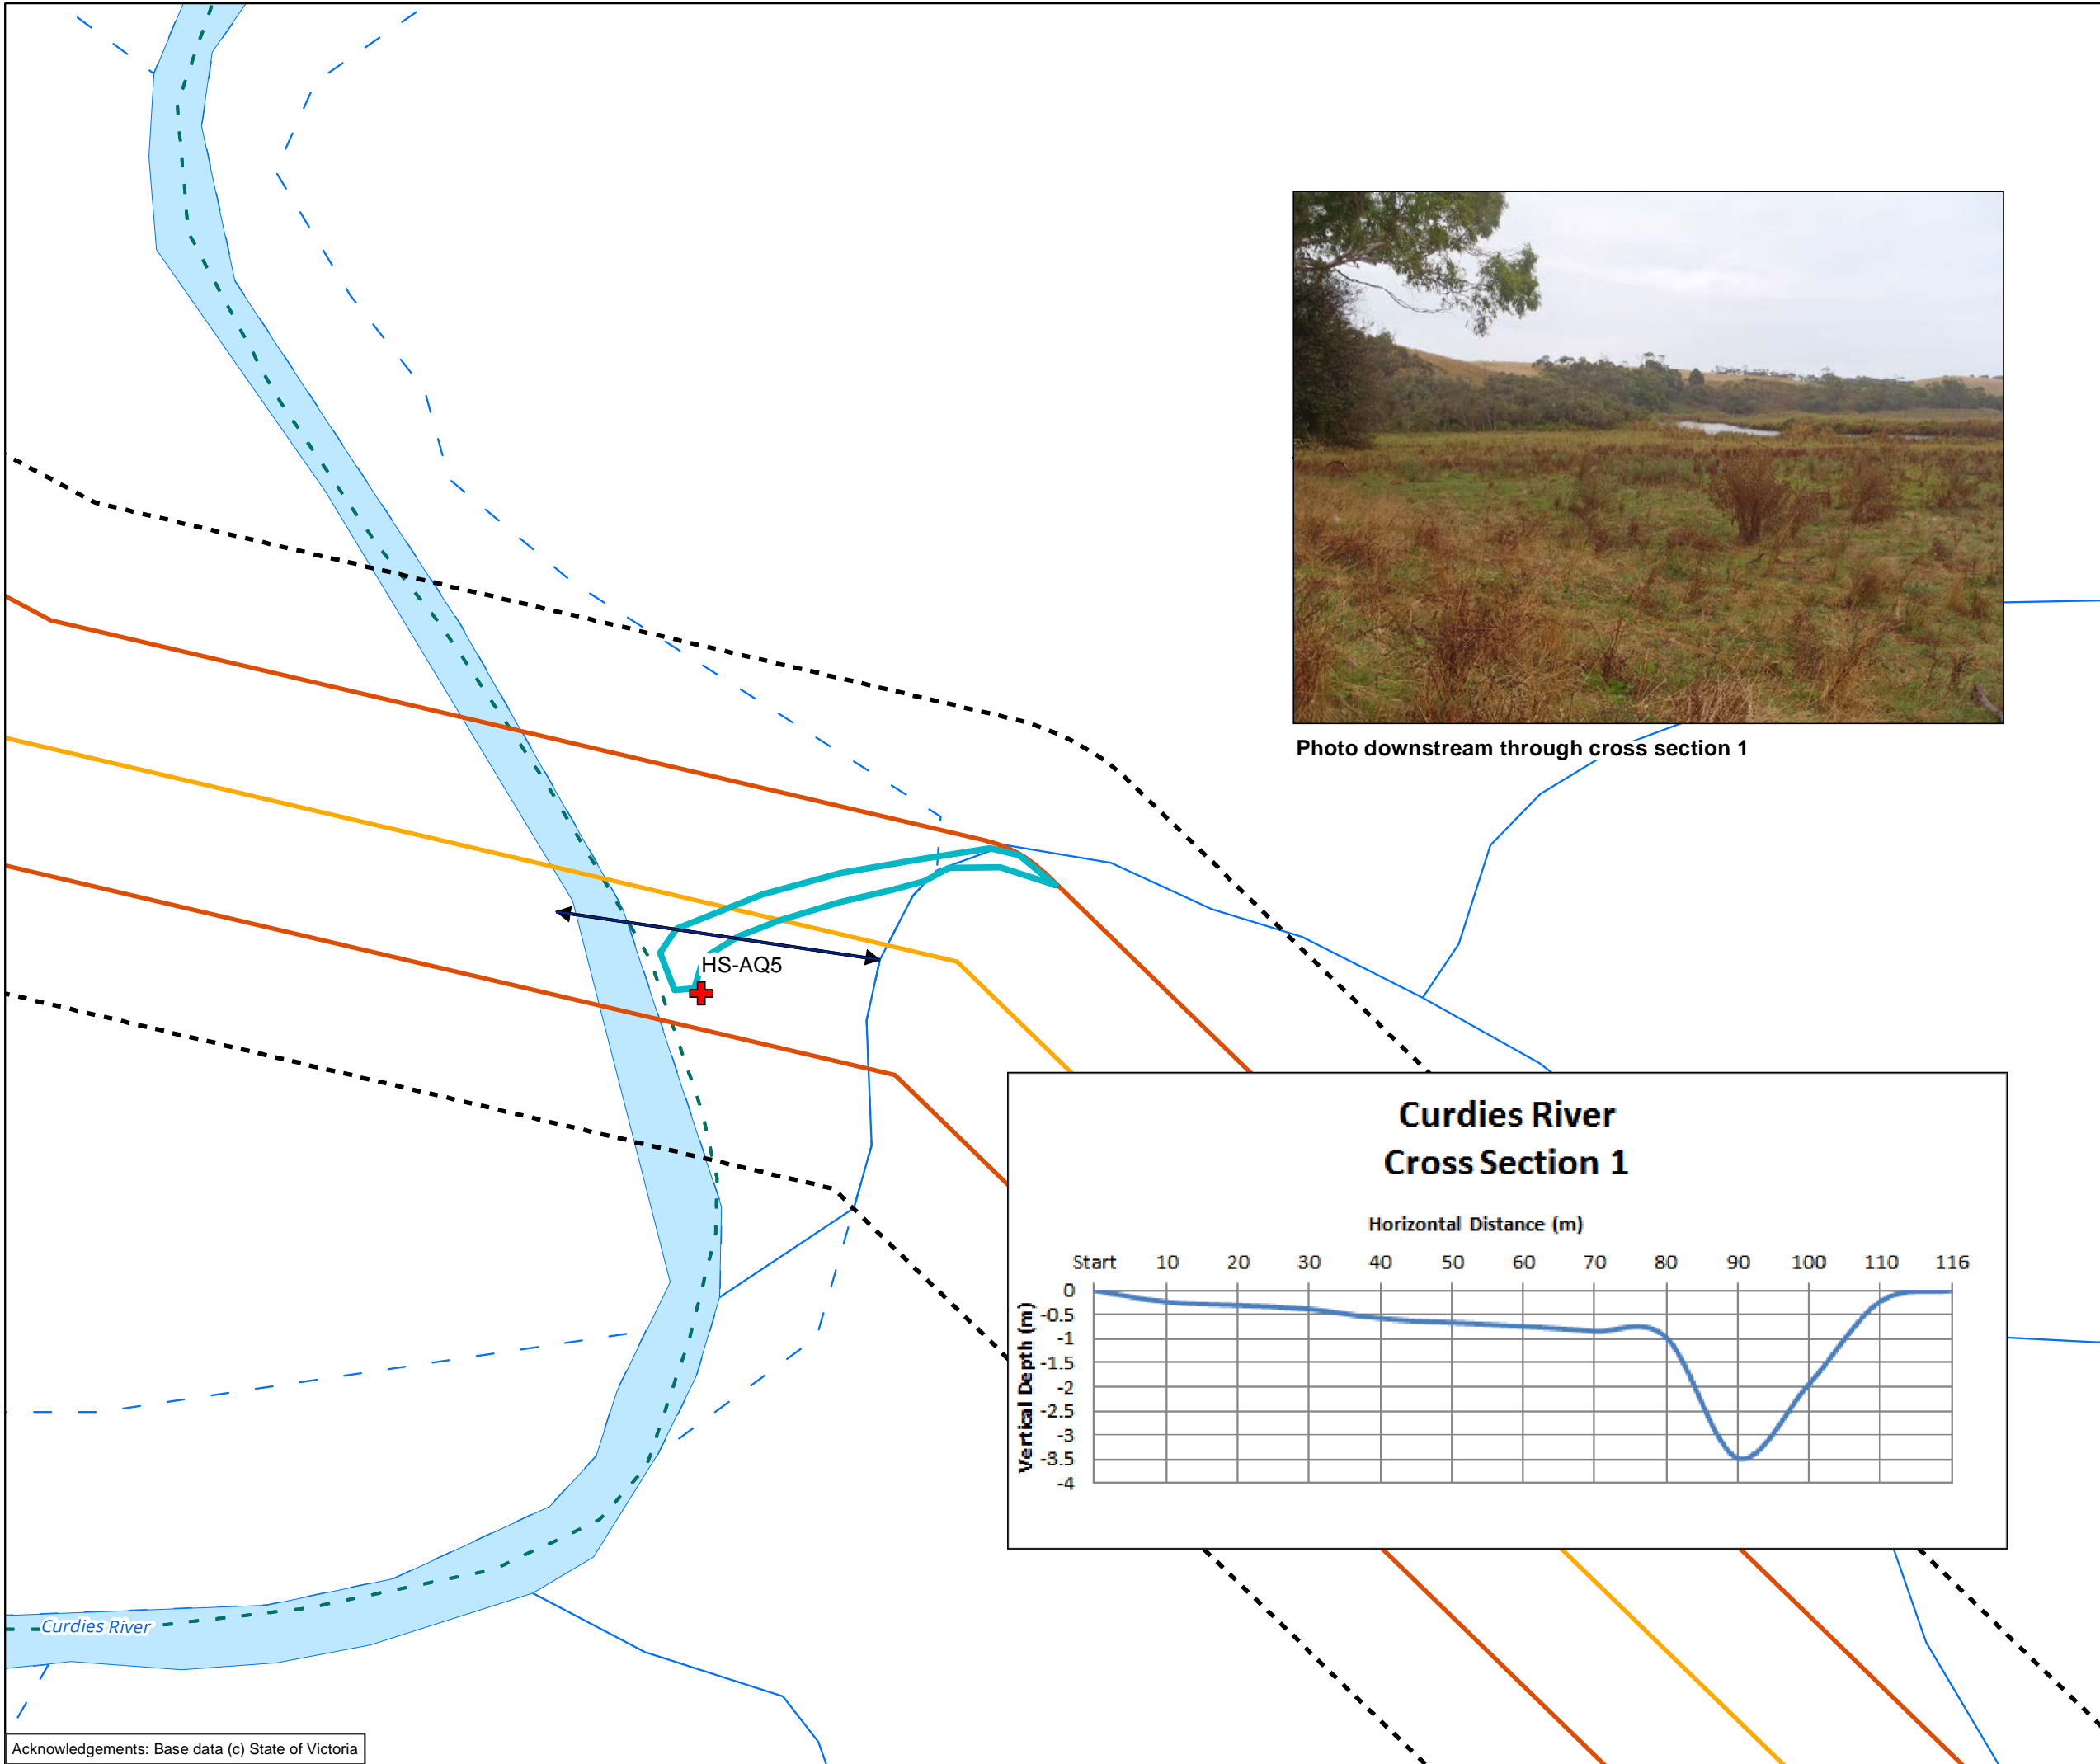 Photo downstream through cross section 1
HS-AQ5
Curdies River
Cross Section 1
Horizontal Distance (m)
Start 10 20 30 40 50 60 70 80 90 100 110 116
Vertical Depth (m)
0
-0.5
-1
-1.5
-2
-2.5
-3
-3.5
-4
Curdies River
Acknowledgements: Base data (c) State of Victoria